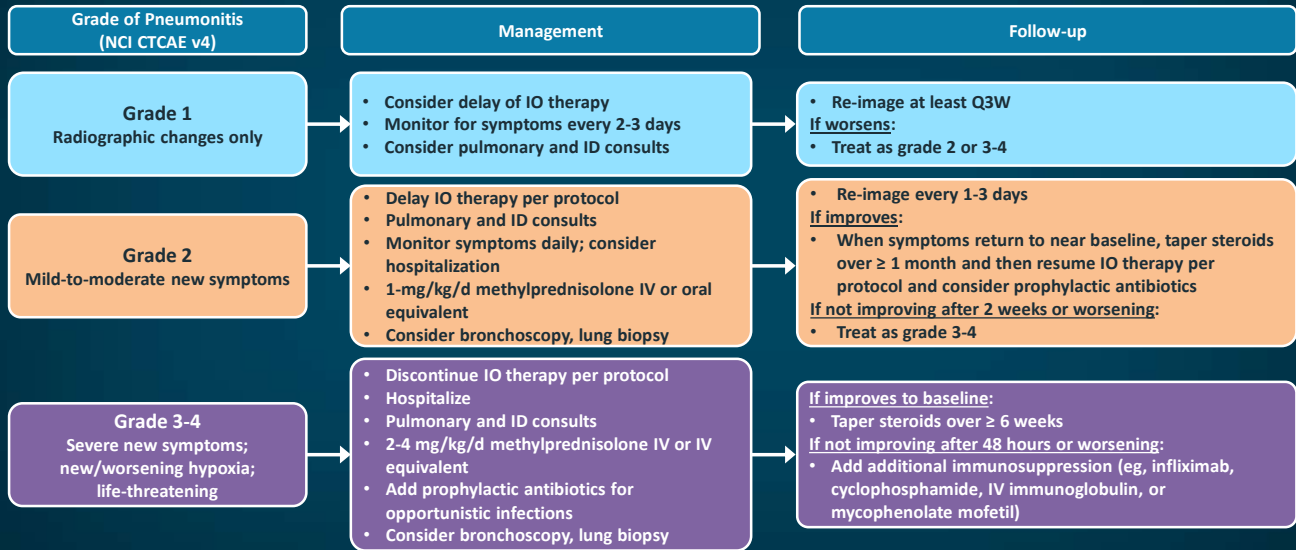 Grade of Pneumonitis
(NCI CTCAE v4)
Management
Follow-up
Grade 1
Radiographic changes only
• Consider delay of IO therapy
• Monitor for symptoms every 2-3 days
• Consider pulmonary and ID consults
• Re-image at least Q3W
If worsens:
• Treat as grade 2 or 3-4
Grade 2
Mild-to-moderate new symptoms
• Delay IO therapy per protocol
• Pulmonary and ID consults
• Monitor symptoms daily; consider
hospitalization
• 1-mg/kg/d methylprednisolone IV or oral
equivalent
• Consider bronchoscopy, lung biopsy
• Re-image every 1-3 days
If improves:
• When symptoms return to near baseline, taper steroids
over ≥ 1 month and then resume IO therapy per
protocol and consider prophylactic antibiotics
If not improving after 2 weeks or worsening:
• Treat as grade 3-4
Grade 3-4
Severe new symptoms;
new/worsening hypoxia;
life-threatening
• Discontinue IO therapy per protocol
• Hospitalize
• Pulmonary and ID consults
• 2-4 mg/kg/d methylprednisolone IV or IV
equivalent
• Add prophylactic antibiotics for
opportunistic infections
• Consider bronchoscopy, lung biopsy
If improves to baseline:
• Taper steroids over ≥ 6 weeks
If not improving after 48 hours or worsening:
• Add additional immunosuppression (eg, infliximab,
cyclophosphamide, IV immunoglobulin, or
mycophenolate mofetil)